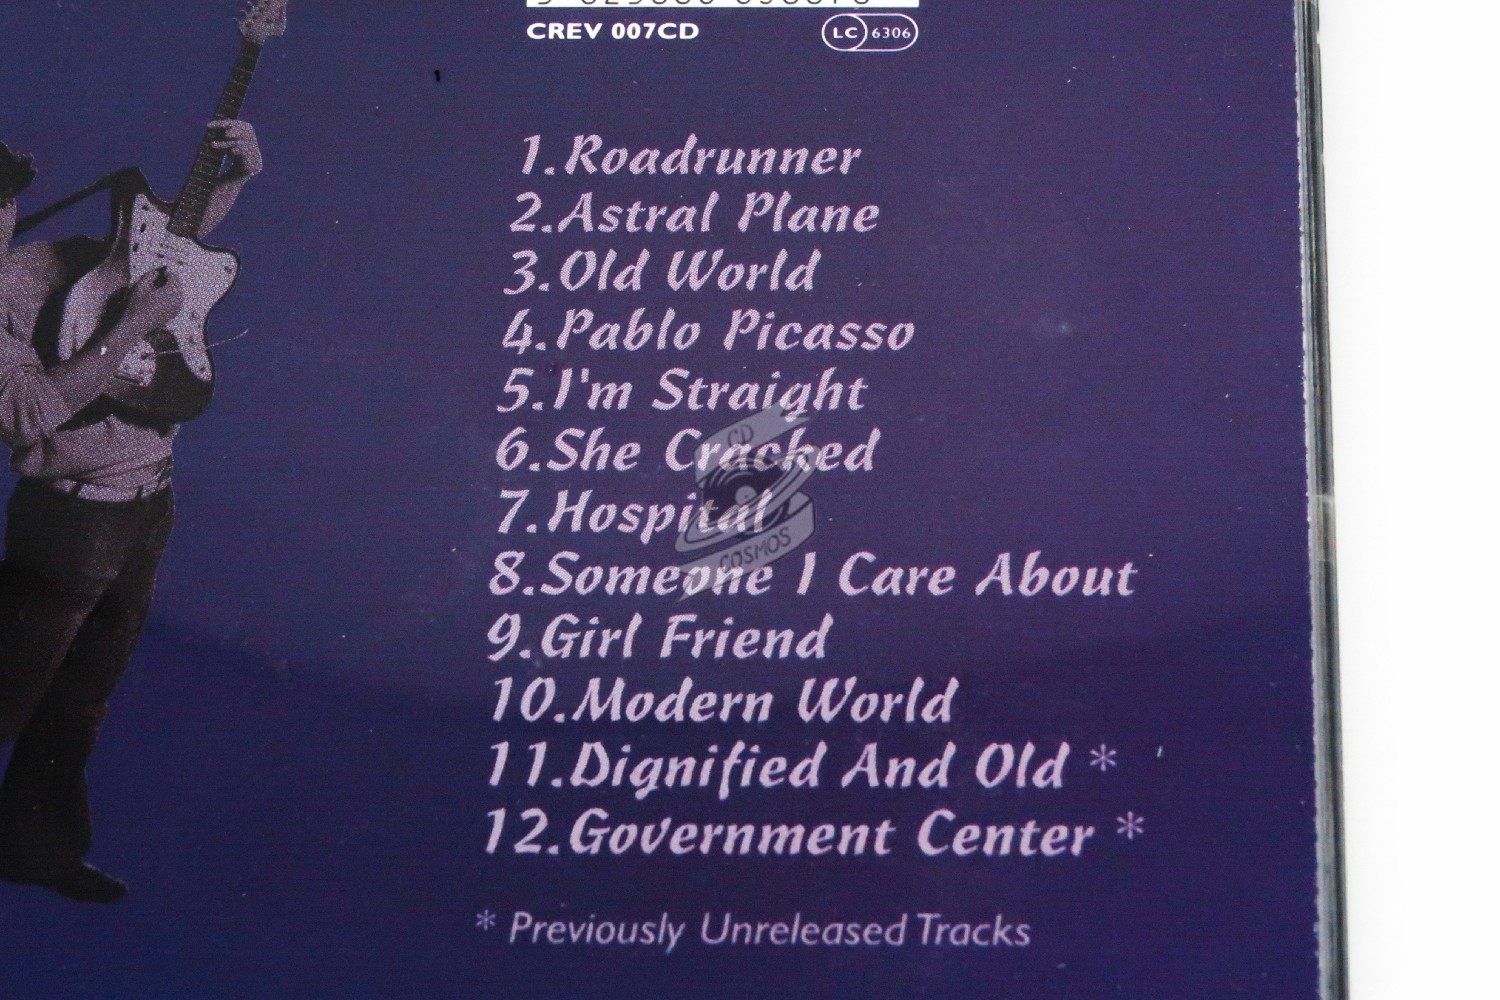 CREV 007CD
LC 6306
1.Roadrunner
2.Astral Plane
3.Old World
4.Pablo Picasso
5.I'm Straight
6.She Cracked
7.Hospital
8.Someone I Care About
9.Girl Friend
10.Modern World
11.Dignified And Old *
12.Government Center *
* Previously Unreleased Tracks
CD
COSMOS